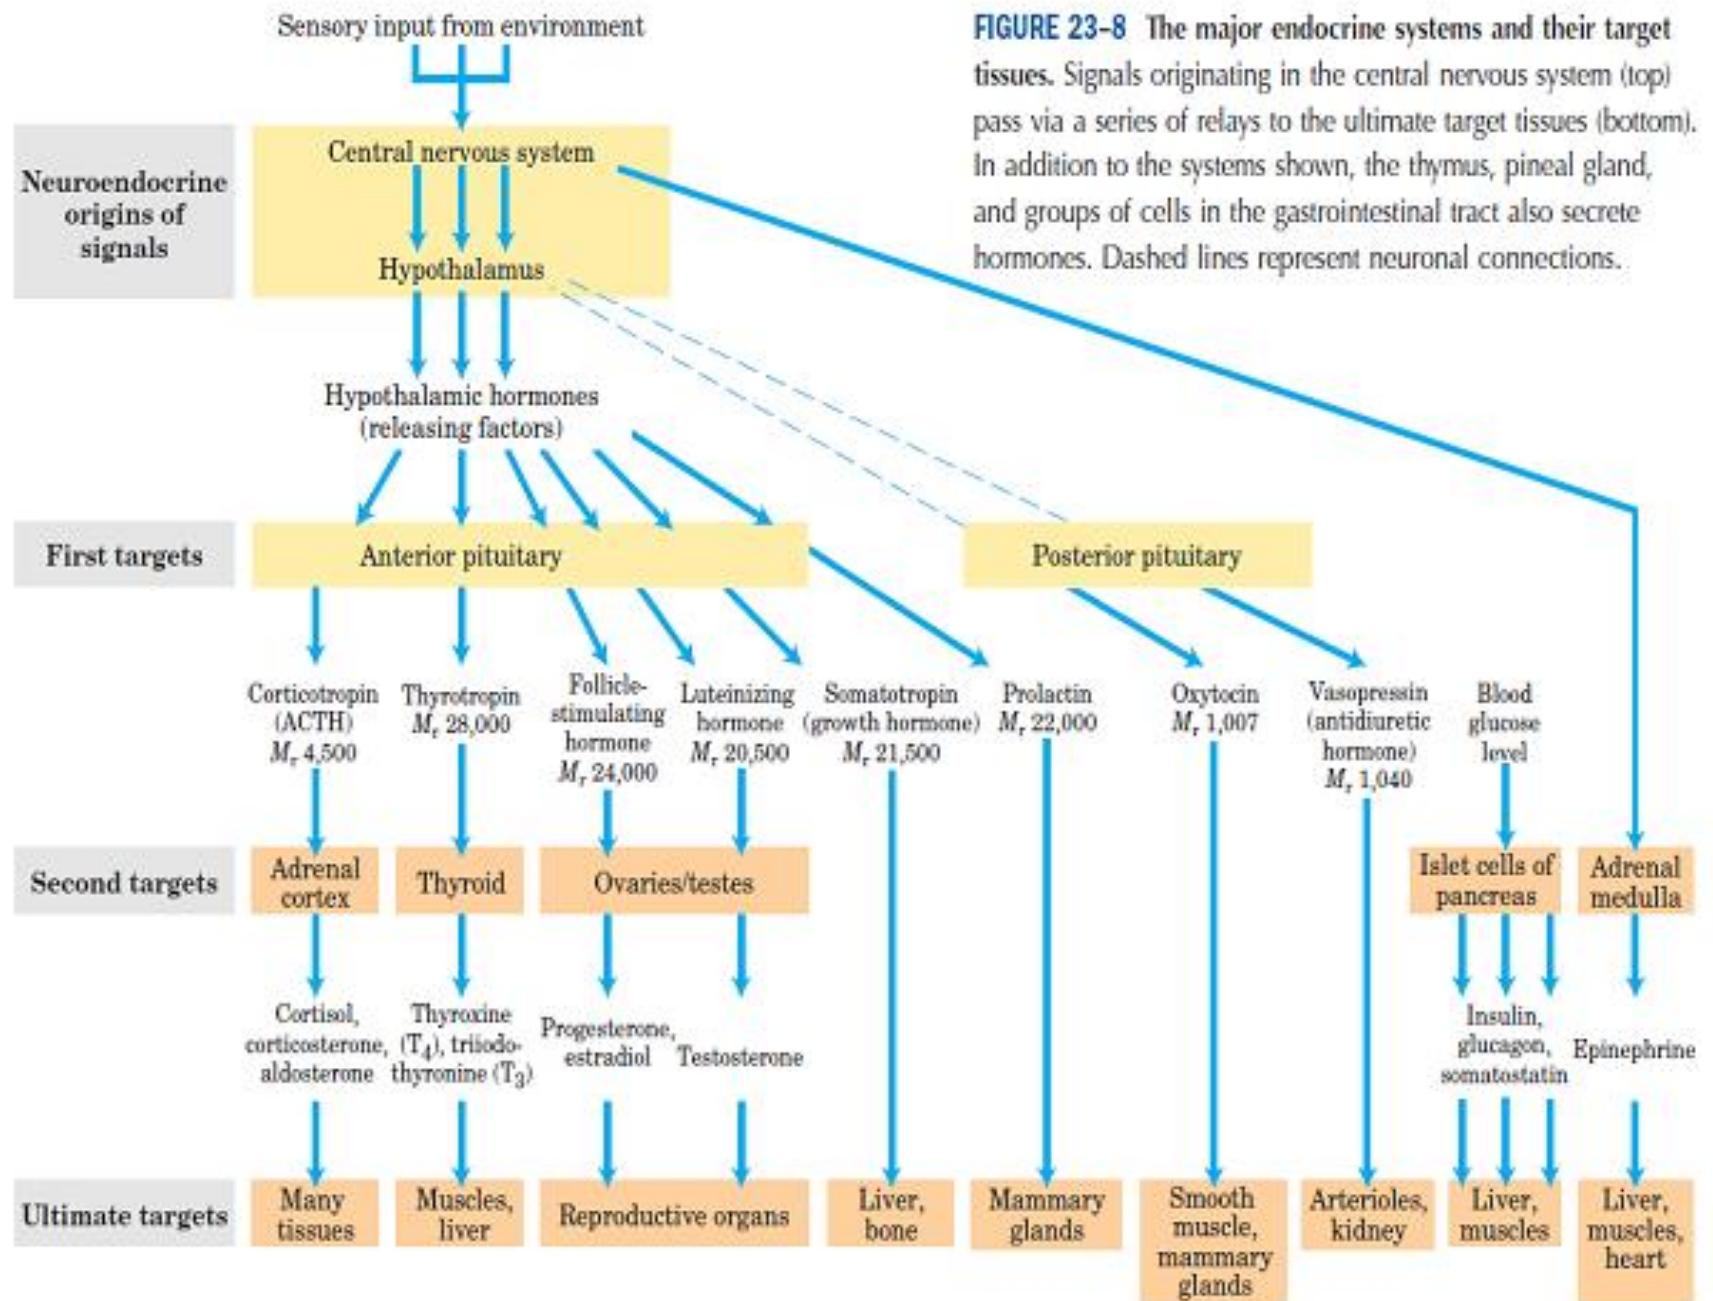 Sensory input from environment
FIGURE 23–8 The major endocrine systems and their target
tissues. Signals originating in the central nervous system (top)
pass via a series of relays to the ultimate target tissues (bottom).
In addition to the systems shown, the thymus, pineal gland,
and groups of cells in the gastrointestinal tract also secrete
hormones. Dashed lines represent neuronal connections.
Neuroendocrine
origins of
signals
Central nervous system
Hypothalamus
Hypothalamic hormones
(releasing factors)
First targets
Anterior pituitary
Posterior pituitary
Corticotropin
(ACTH)
Mr 4,500
Thyrotropin
Mr 28,000
Follicle-
stimulating
hormone
Mr 24,000
Luteinizing
hormone
Mr 20,500
Somatotropin
(growth hormone)
Mr 21,500
Prolactin
Mr 22,000
Oxytocin
Mr 1,007
Vasopressin
(antidiuretic
hormone)
Mr 1,040
Blood
glucose
level
Second targets
Adrenal
cortex
Thyroid
Ovaries/testes
Islet cells of
pancreas
Adrenal
medulla
Cortisol,
corticosterone,
aldosterone
Thyroxine
(T4), triiodo-
thyronine (T3)
Progesterone,
estradiol
Testosterone
Insulin,
glucagon,
somatostatin
Epinephrine
Ultimate targets
Many
tissues
Muscles,
liver
Reproductive organs
Liver,
bone
Mammary
glands
Smooth
muscle,
mammary
glands
Arterioles,
kidney
Liver,
muscles
Liver,
muscles,
heart